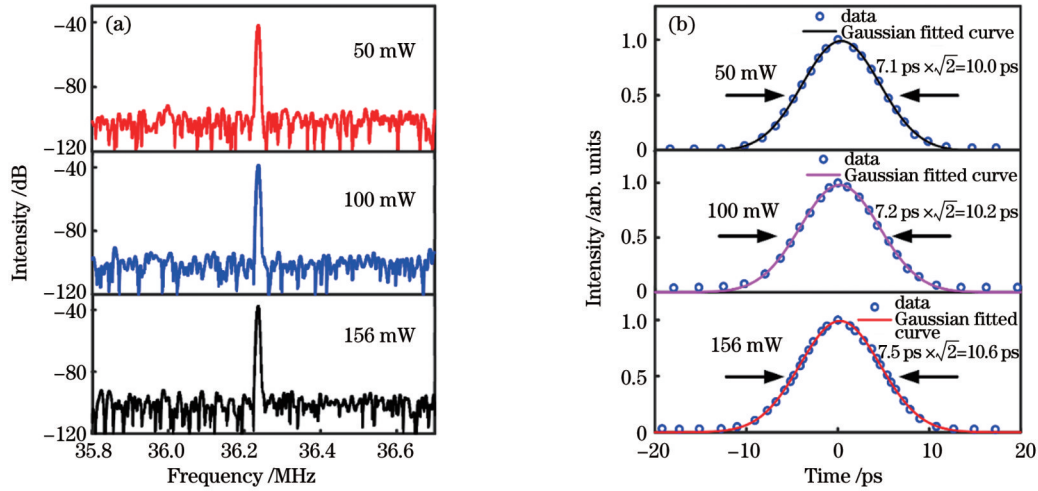 (a)
−40
50 mW
−80
−120
−40
100 mW
−80
−120
−40
156 mW
−80
−120
35.8 36.0 36.2 36.4 36.6
Frequency /MHz
Intensity /dB
(b)
data
Gaussian fitted curve
1.0
50 mW
7.1 ps×√2=10.0 ps
0.5
0
data
Gaussian fitted curve
1.0
100 mW
7.2 ps×√2=10.2 ps
0.5
0
data
Gaussian fitted
curve
1.0
156 mW
7.5 ps×√2=10.6 ps
0.5
0
−20 −10 0 10 20
Time /ps
Intensity /arb. units